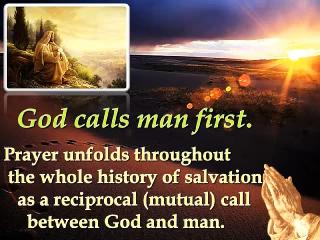 God calls man first.
Prayer unfolds throughout
the whole history of salvation
as a reciprocal (mutual) call
between God and man.